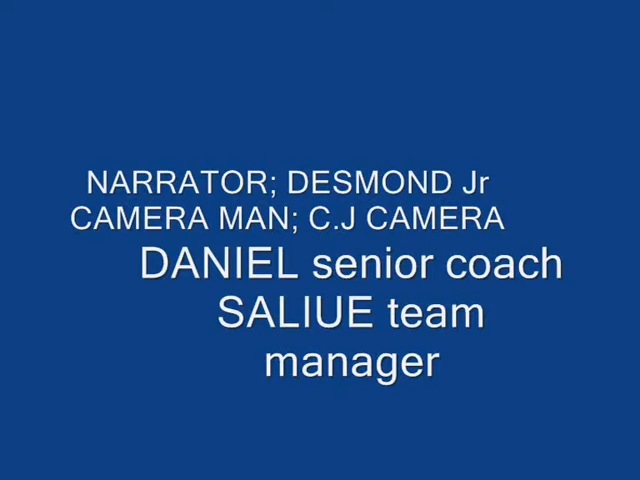 NARRATOR; DESMOND Jr
CAMERA MAN; C.J CAMERA
DANIEL senior coach
SALIUE team
manager